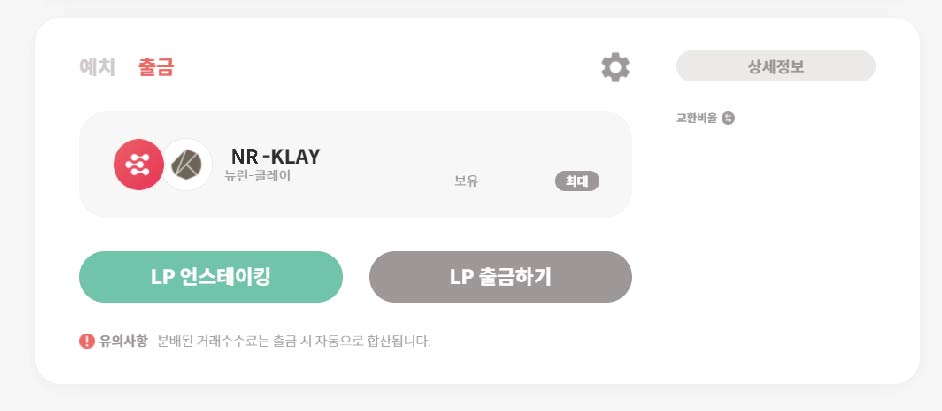 예치 출금
상세정보
교환비율
NR-KLAY
뉴린-클레이
보유 최대
LP 언스테이킹 LP 출금하기
유의사항 분배된 거래수수료는 출금 시 자동으로 합산됩니다.